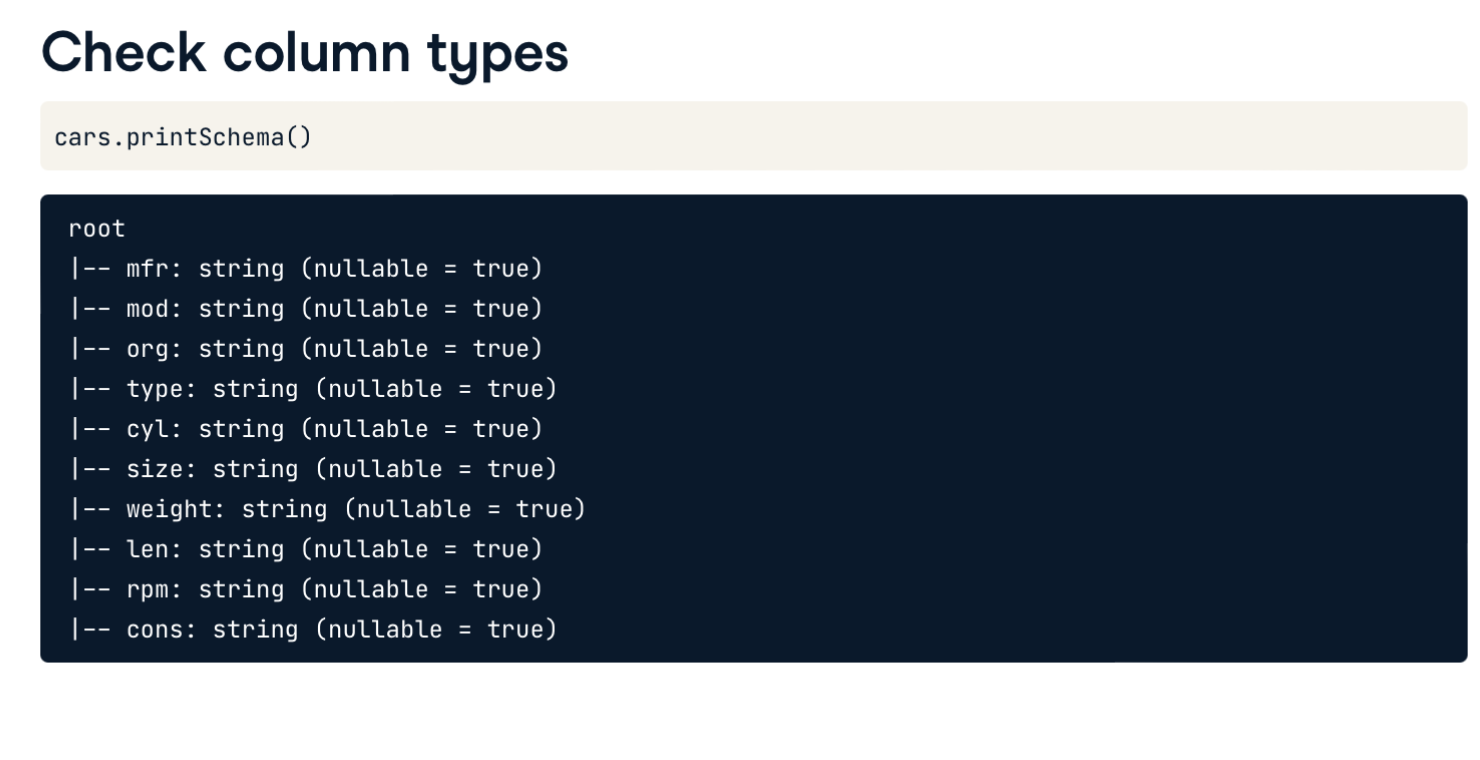 Check column types
cars.printSchema()
root
|-- mfr: string (nullable = true)
|-- mod: string (nullable = true)
|-- org: string (nullable = true)
|-- type: string (nullable = true)
|-- cyl: string (nullable = true)
|-- size: string (nullable = true)
|-- weight: string (nullable = true)
|-- len: string (nullable = true)
|-- rpm: string (nullable = true)
|-- cons: string (nullable = true)